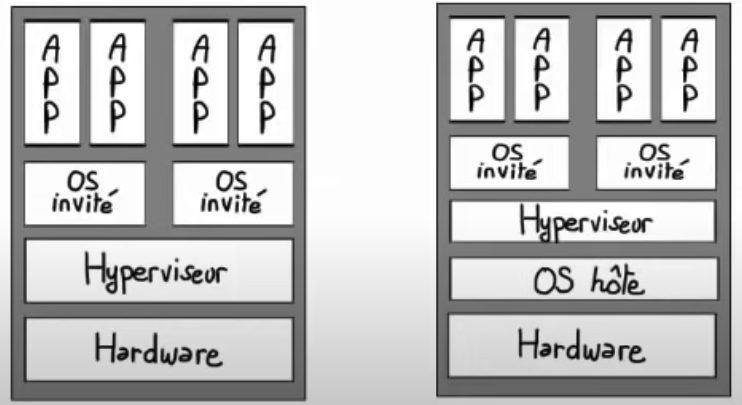 APP APP APP APP
OS invité
OS invité
Hyperviseur
Hardware
APP APP APP APP
OS invité
OS invité
Hyperviseur
OS hôte
Hardware